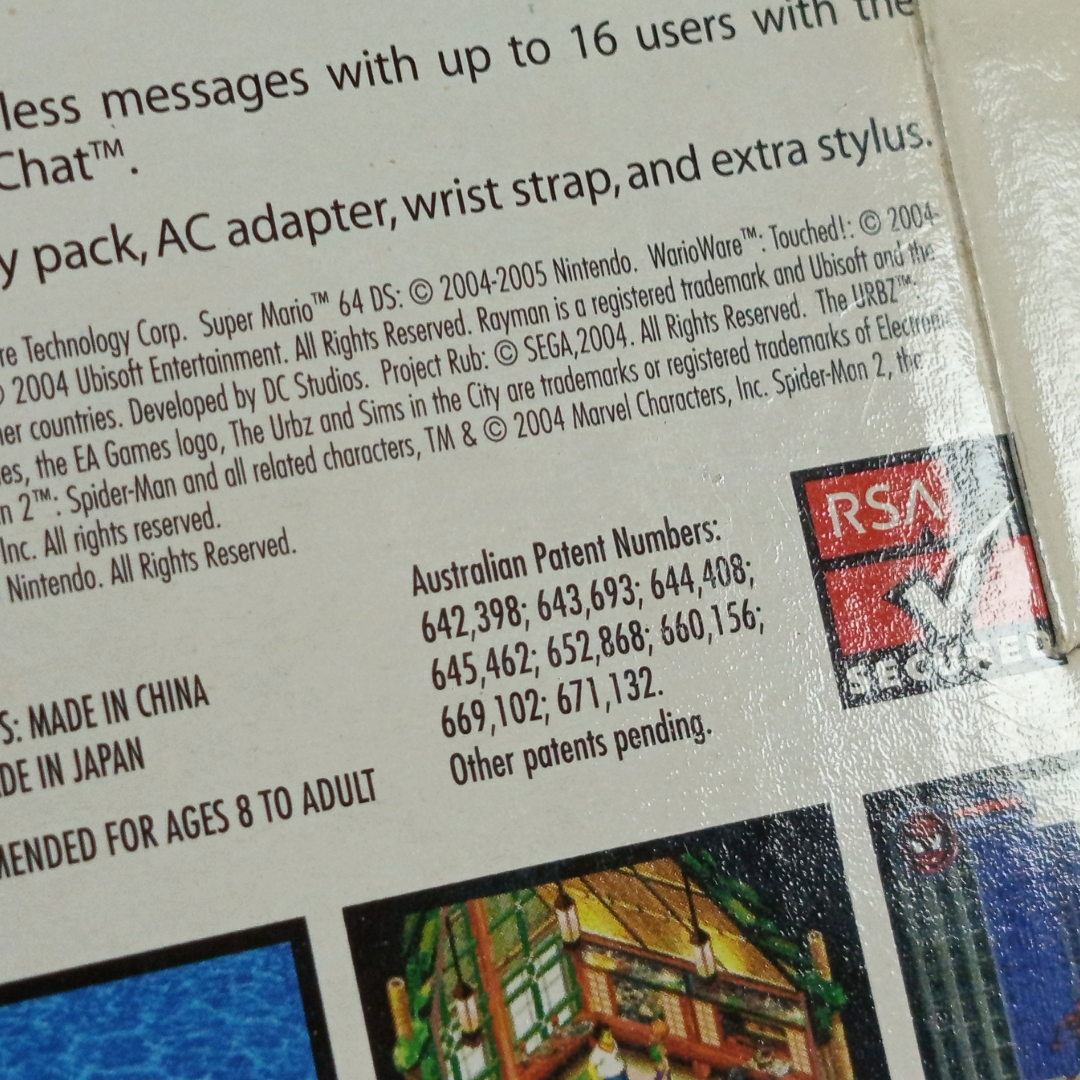 less messages with up to 16 users with the
Chat™.
y pack, AC adapter, wrist strap, and extra stylus.
re Technology Corp. Super Mario™ 64 DS: © 2004-2005 Nintendo. WarioWare™: Touched!: © 2004-
© 2004 Ubisoft Entertainment. All Rights Reserved. Rayman is a registered trademark and Ubisoft and the
er countries. Developed by DC Studios. Project Rub: © SEGA, 2004. All Rights Reserved. The URBZ™:
es, the EA Games logo, The Urbz and Sims in the City are trademarks or registered trademarks of Electronic
n 2™: Spider-Man and all related characters, TM & © 2004 Marvel Characters, Inc. Spider-Man 2, the
Inc. All rights reserved.
Nintendo. All Rights Reserved.
Australian Patent Numbers:
642,398; 643,693; 644,408;
645,462; 652,868; 660,156;
669,102; 671,132.
Other patents pending.
RSA
SECURED
S: MADE IN CHINA
DE IN JAPAN
MENDED FOR AGES 8 TO ADULT